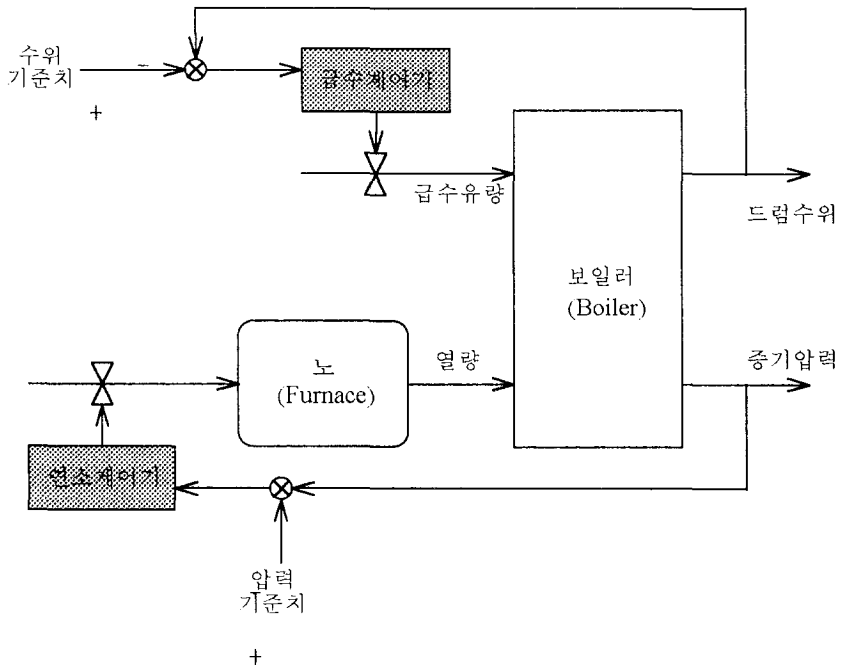 수위
기준치
-
+
급수제어기
급수유량
드럼수위
보일러
(Boiler)
노
(Furnace)
열량
증기압력
연소제어기
압력
기준치
+